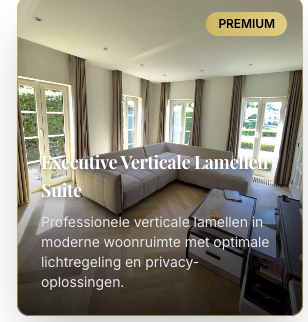 PREMIUM
Executive Verticale Lamellen
Suite
Professionele verticale lamellen in
moderne woonruimte met optimale
lichtregeling en privacy-
oplossingen.